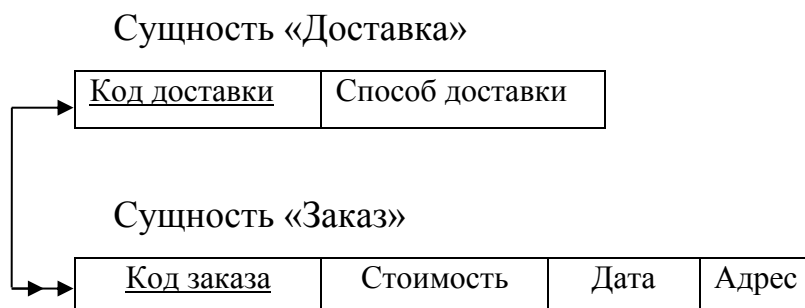 Сущность «Доставка»
Код доставки Способ доставки
Сущность «Заказ»
Код заказа Стоимость Дата Адрес